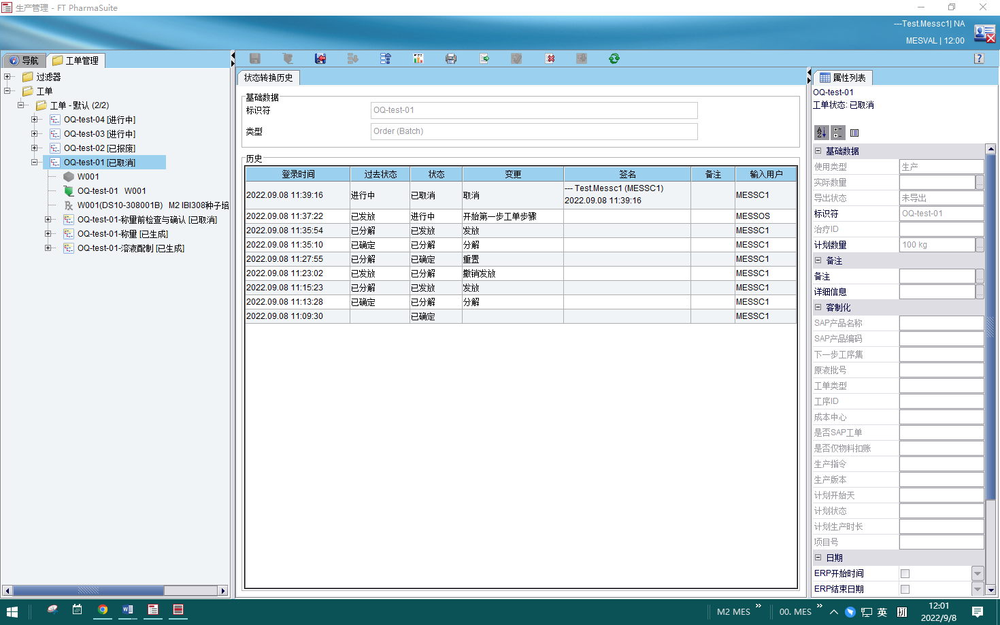 生产管理 - FT PharmaSuite
---Test.Messc1| NA
MESVAL | 12:00
导航
工单管理
过滤器
工单
工单 - 默认 (2/2)
OQ-test-04 [进行中]
OQ-test-03 [进行中]
OQ-test-02 [已报废]
OQ-test-01 [已取消]
W001
OQ-test-01 W001
W001(DS10-308001B) M2 IBI308种子培
OQ-test-01-称量前检查与确认 [已取消]
OQ-test-01-称量 [已生成]
OQ-test-01-溶液配制 [已生成]
状态转换历史
基础数据
标识符 OQ-test-01
类型 Order (Batch)
历史
登录时间 过去状态 状态 变更 签名 备注 输入用户
2022.09.08 11:39:16 进行中 已取消 取消 --- Test.Messc1 (MESSC1) 2022.09.08 11:39:16 MESSC1
2022.09.08 11:37:22 已发放 进行中 开始第一步工单步骤 MESSOS
2022.09.08 11:35:54 已分解 已发放 发放 MESSC1
2022.09.08 11:35:10 已确定 已分解 分解 MESSC1
2022.09.08 11:27:55 已分解 已确定 重置 MESSC1
2022.09.08 11:23:02 已发放 已分解 撤销发放 MESSC1
2022.09.08 11:15:23 已分解 已发放 发放 MESSC1
2022.09.08 11:13:28 已确定 已分解 分解 MESSC1
2022.09.08 11:09:30 已确定 MESSC1
属性列表
OQ-test-01
工单状态: 已取消
基础数据
使用类型 生产
实际数量
导出状态 未导出
标识符 OQ-test-01
治疗ID
计划数量 100 kg
备注
备注
详细信息
客制化
SAP产品名称
SAP产品编码
下一步工序集
原液批号
工单类型
工序ID
成本中心
是否SAP工单
是否仅物料扣账
生产指令
生产版本
计划开始天
计划状态
计划生产时长
项目号
日期
ERP开始时间
ERP结束日期
M2 MES
00. MES
英
拼
12:01
2022/9/8